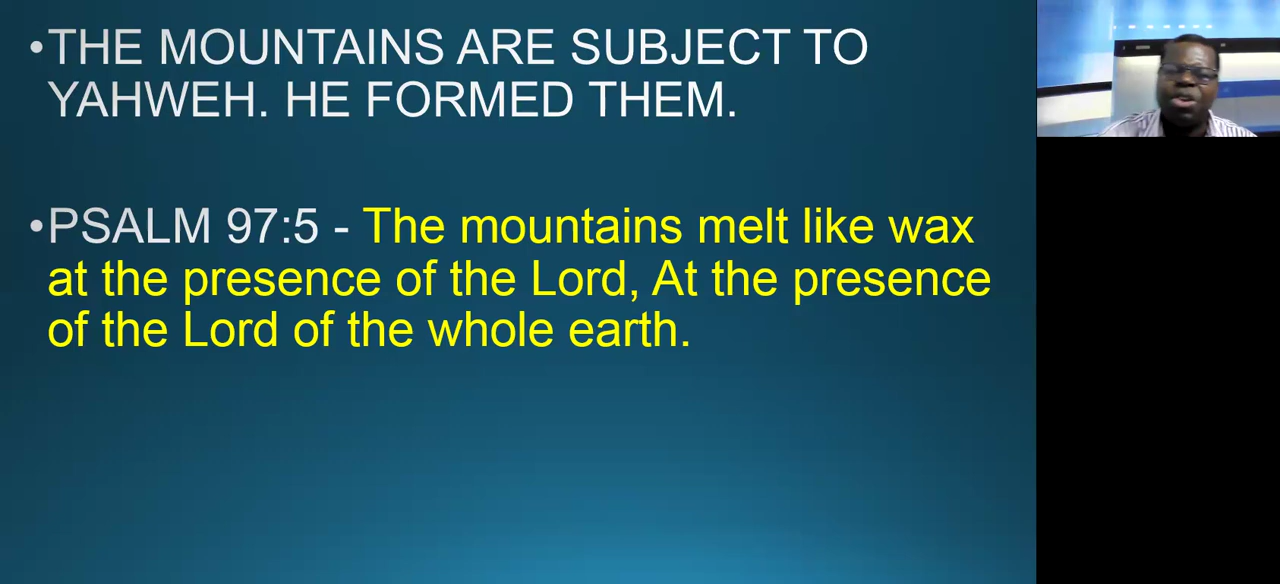 •THE MOUNTAINS ARE SUBJECT TO
YAHWEH. HE FORMED THEM.
•PSALM 97:5 - The mountains melt like wax
at the presence of the Lord, At the presence
of the Lord of the whole earth.